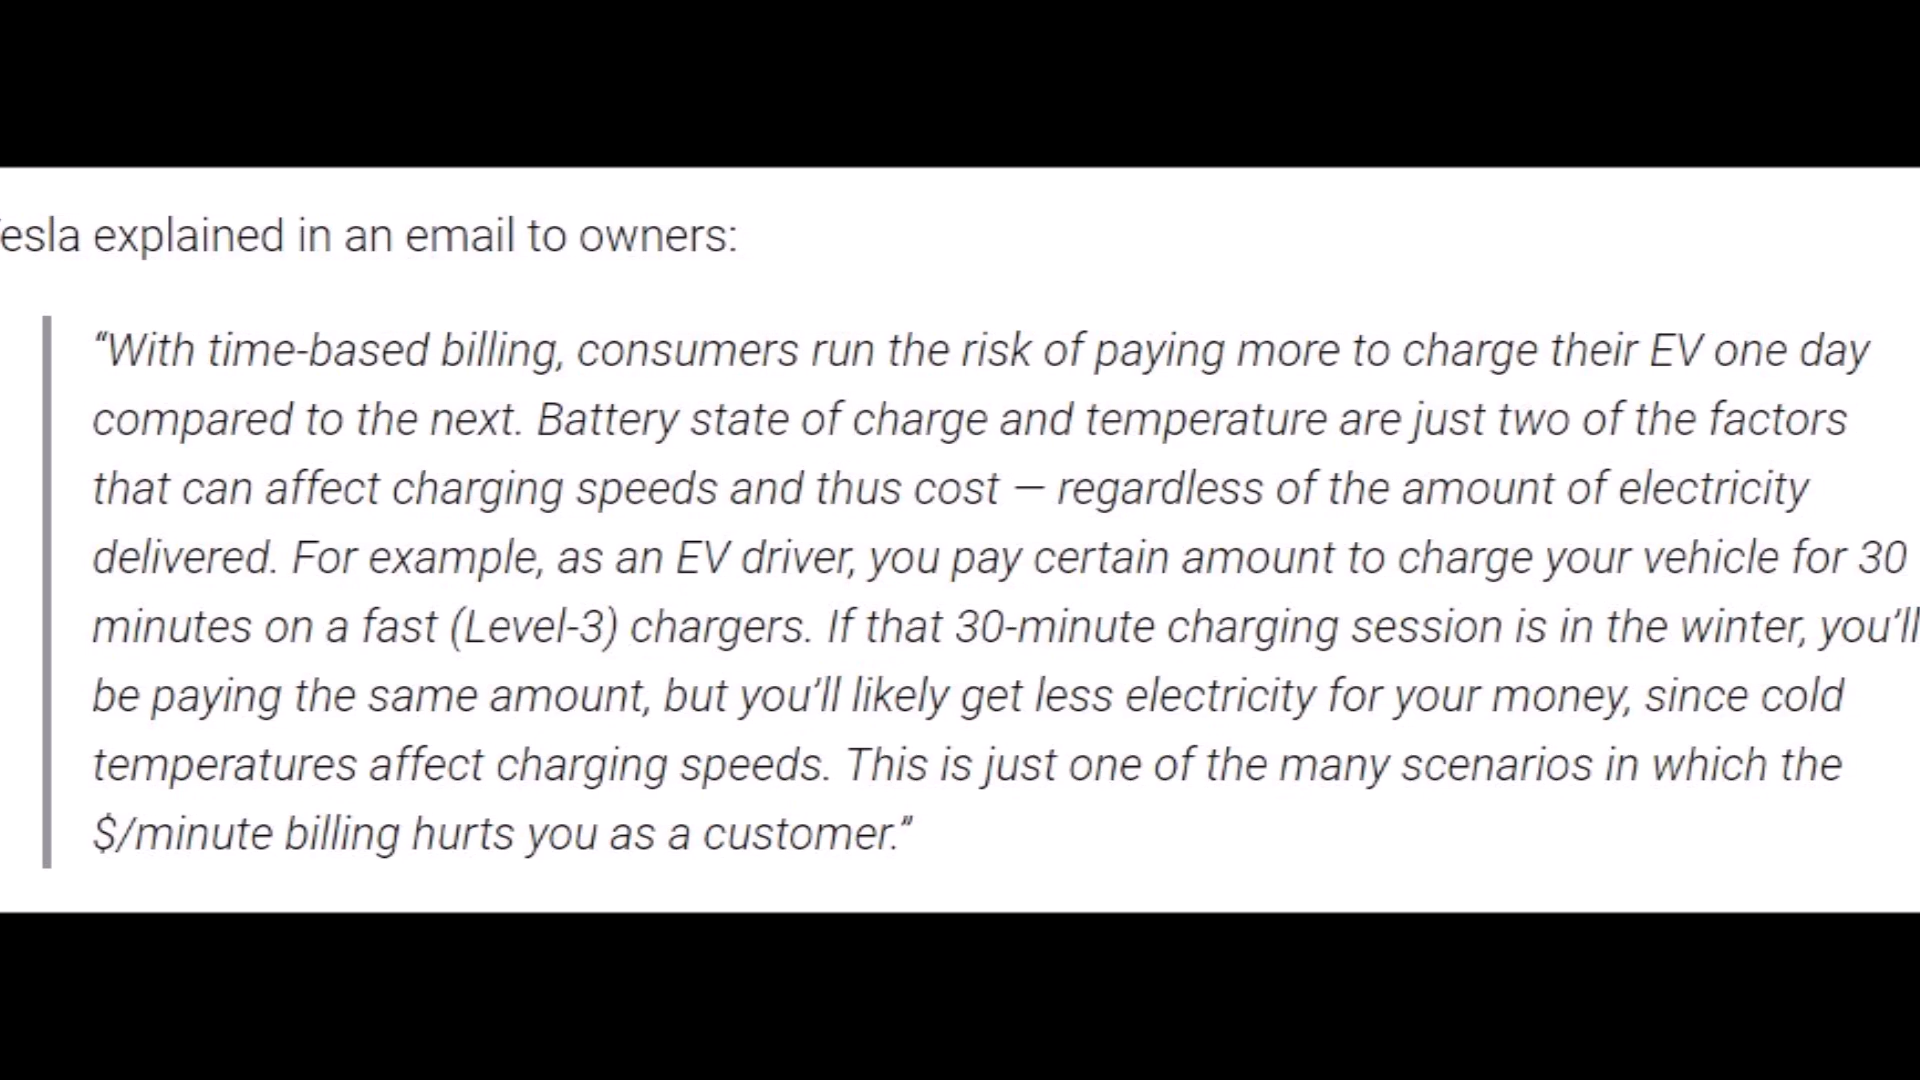 esla explained in an email to owners:
“With time-based billing, consumers run the risk of paying more to charge their EV one day
compared to the next. Battery state of charge and temperature are just two of the factors
that can affect charging speeds and thus cost — regardless of the amount of electricity
delivered. For example, as an EV driver, you pay certain amount to charge your vehicle for 30
minutes on a fast (Level-3) chargers. If that 30-minute charging session is in the winter, you’ll
be paying the same amount, but you’ll likely get less electricity for your money, since cold
temperatures affect charging speeds. This is just one of the many scenarios in which the
$/minute billing hurts you as a customer.”